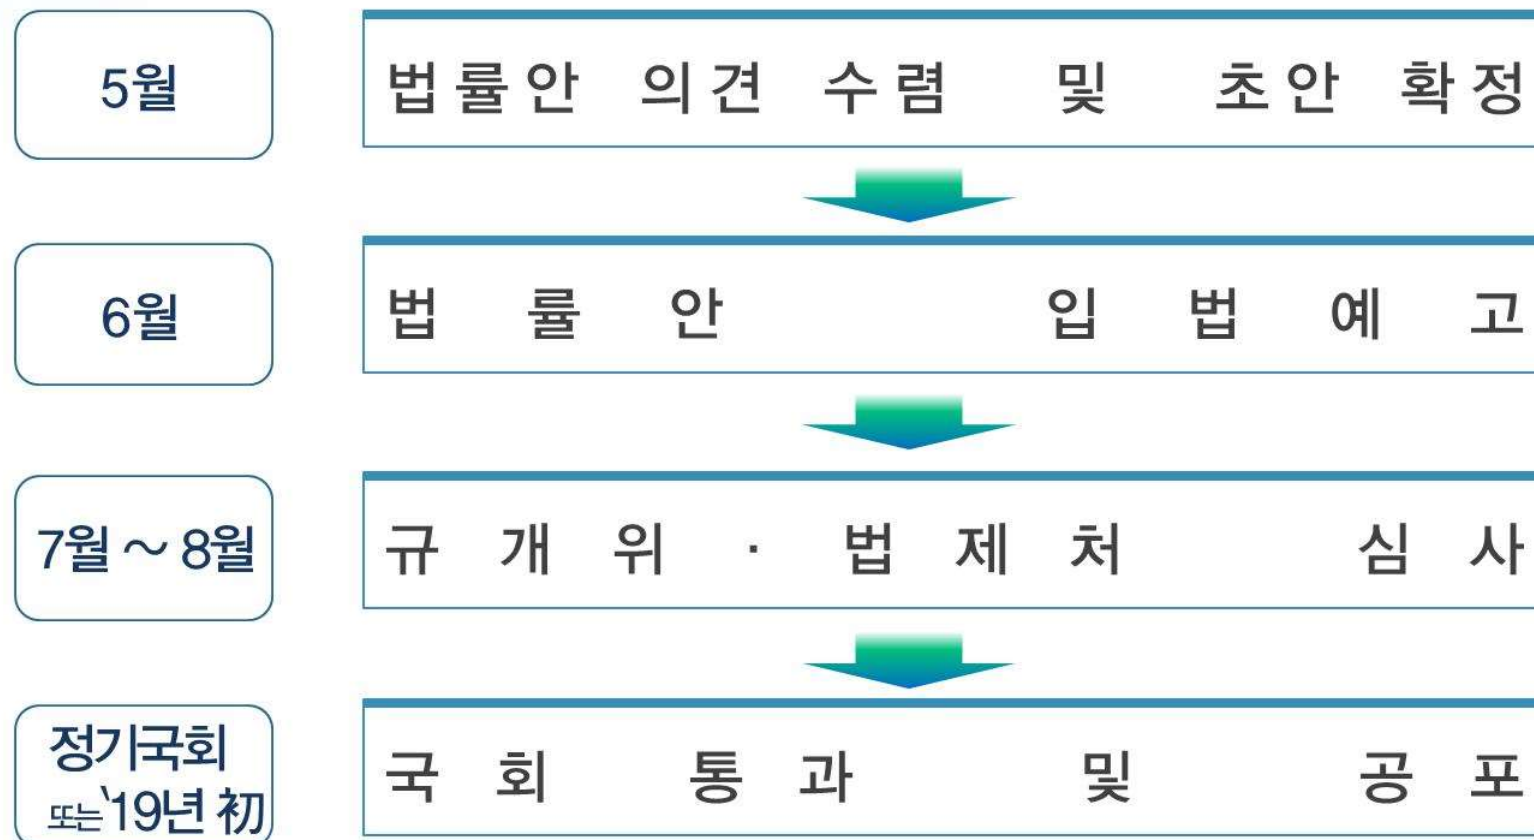 5월
법률안 의견 수렴 및 초안 확정
6월
법률안 입법예고
7월 ~ 8월
규개위 · 법제처 심사
정기국회
또는 '19년 初
국회 통과 및 공포